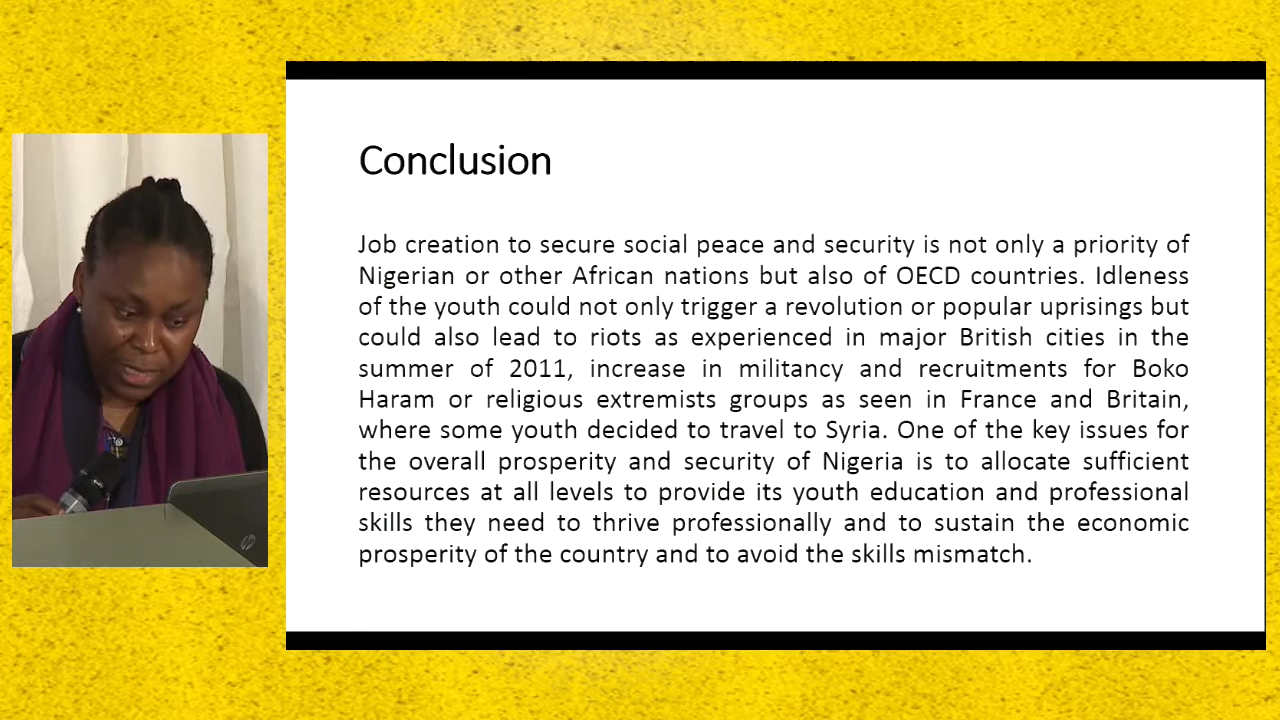 Conclusion
Job creation to secure social peace and security is not only a priority of
Nigerian or other African nations but also of OECD countries. Idleness
of the youth could not only trigger a revolution or popular uprisings but
could also lead to riots as experienced in major British cities in the
summer of 2011, increase in militancy and recruitments for Boko
Haram or religious extremists groups as seen in France and Britain,
where some youth decided to travel to Syria. One of the key issues for
the overall prosperity and security of Nigeria is to allocate sufficient
resources at all levels to provide its youth education and professional
skills they need to thrive professionally and to sustain the economic
prosperity of the country and to avoid the skills mismatch.
hp